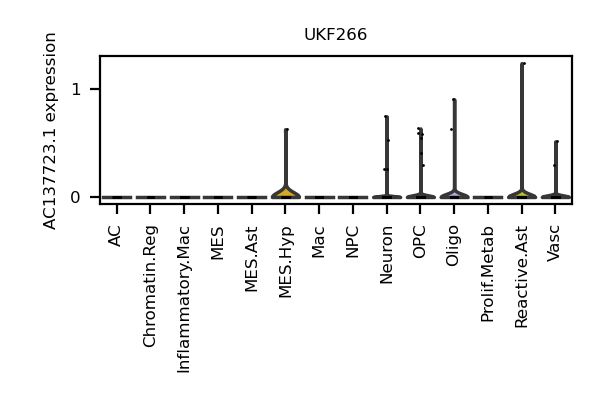 UKF266
AC137723.1 expression
1
0
AC
Chromatin.Reg
Inflammatory.Mac
MES
MES.Ast
MES.Hyp
Mac
NPC
Neuron
OPC
Oligo
Prolif.Metab
Reactive.Ast
Vasc